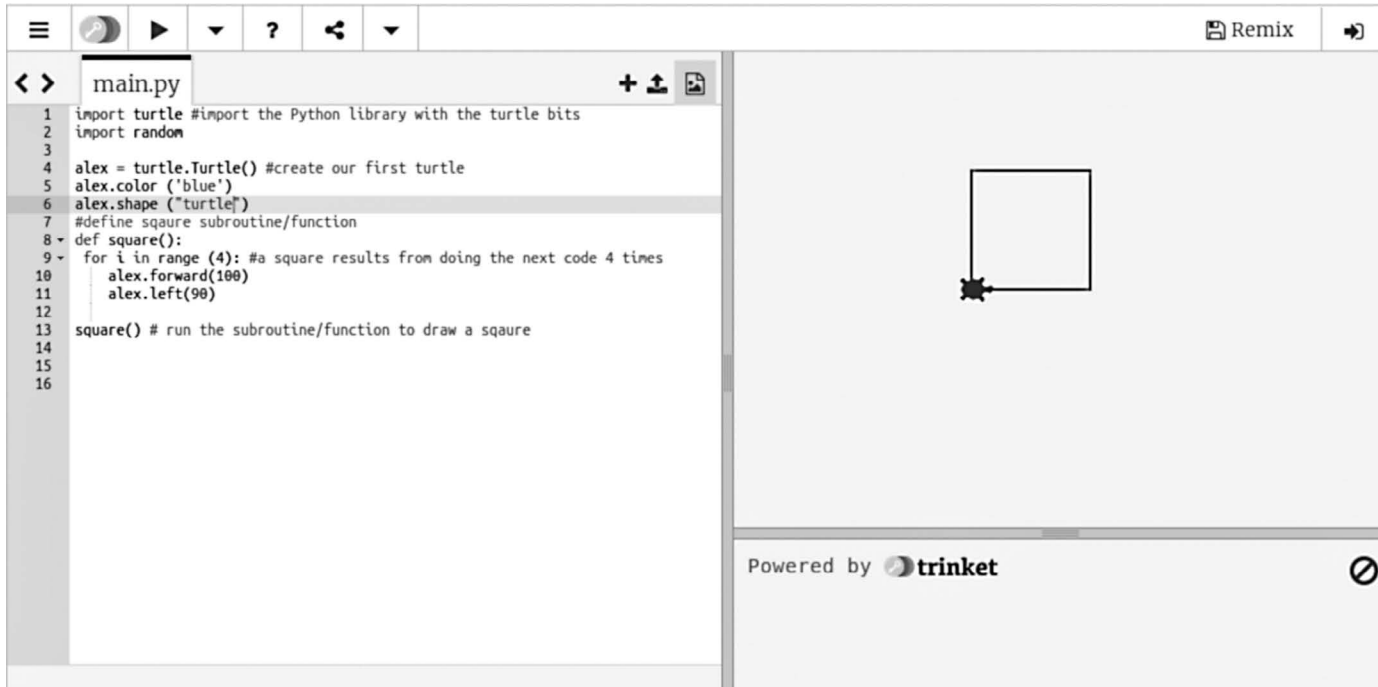 Remix
main.py
1 import turtle #import the Python library with the turtle bits
2 import random
3
4 alex = turtle.Turtle() #create our first turtle
5 alex.color ('blue')
6 alex.shape ("turtle")
7 #define sqaure subroutine/function
8 def square():
9 for i in range (4): #a square results from doing the next code 4 times
10 alex.forward(100)
11 alex.left(90)
12
13 square() # run the subroutine/function to draw a sqaure
14
15
16
Powered by trinket